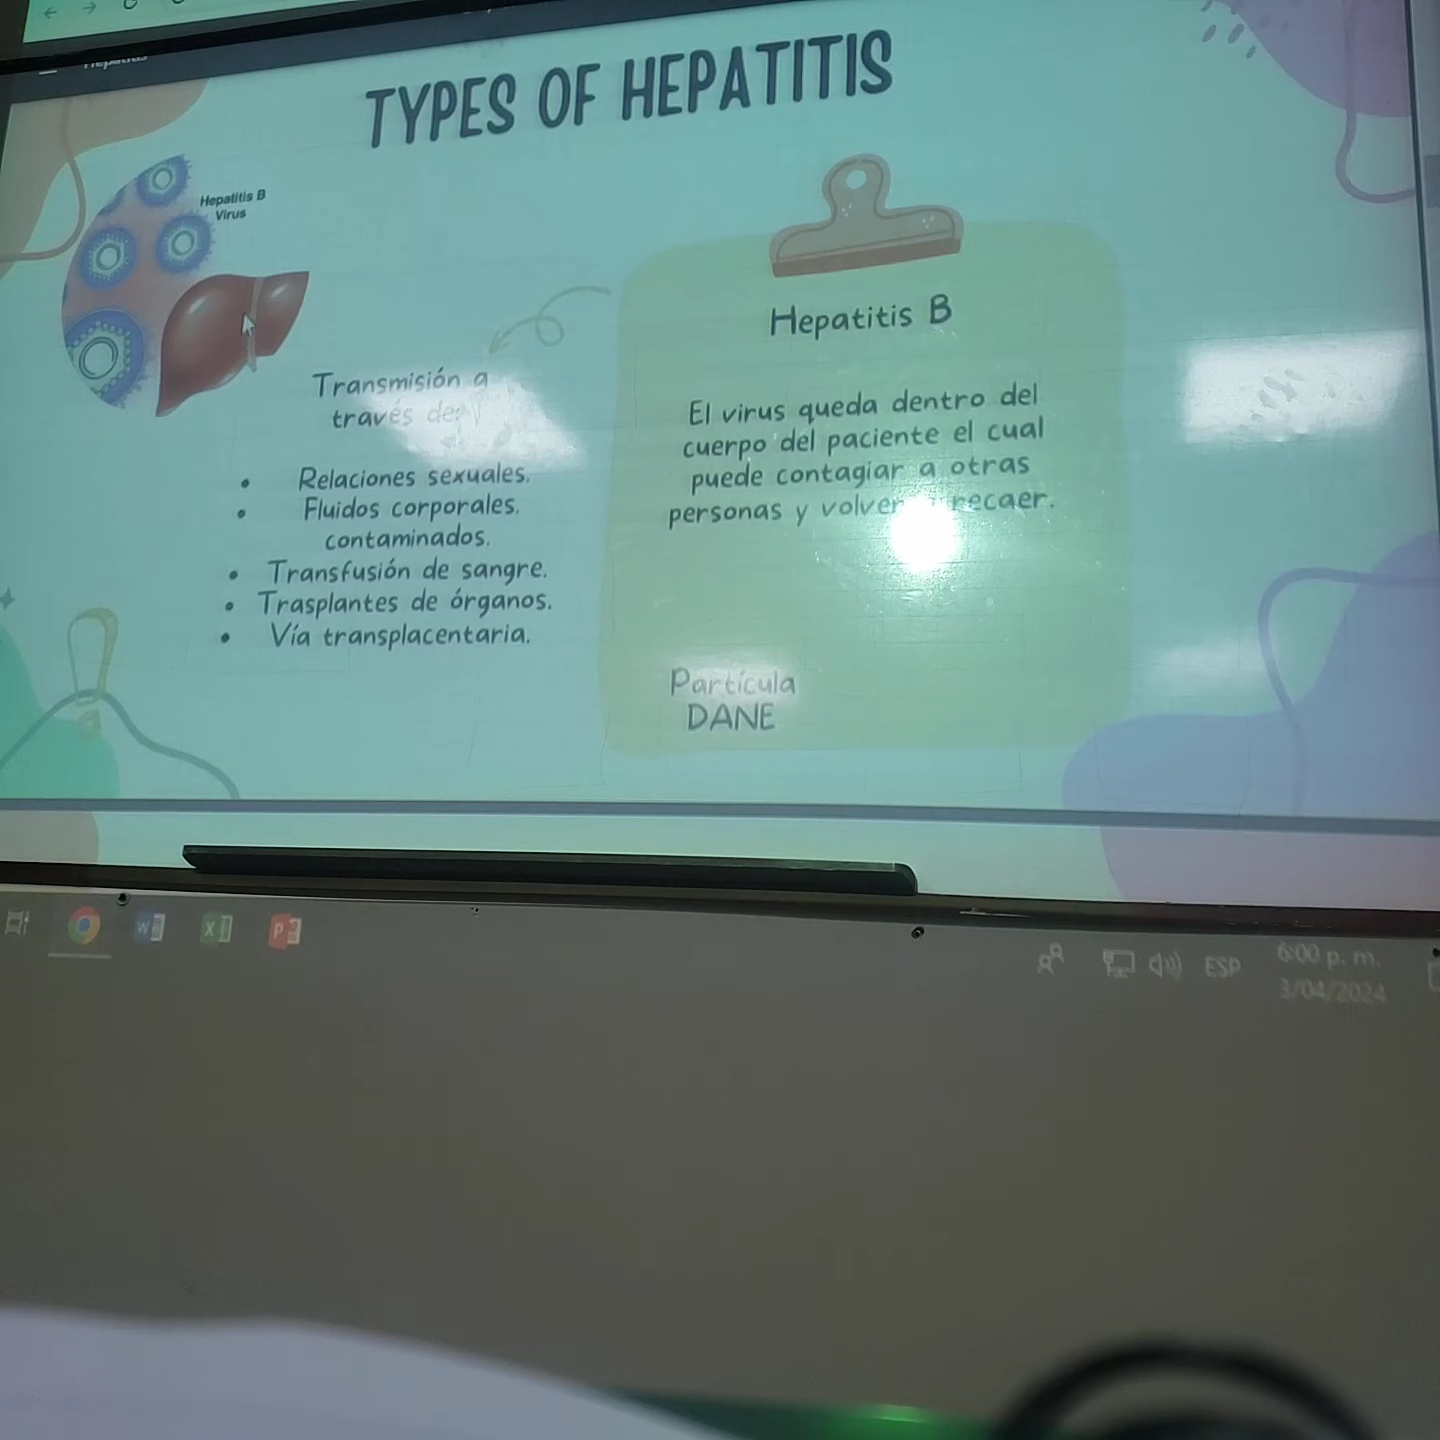 TYPES OF HEPATITIS
Hepatitis B
Virus
Transmisión a
través de:
Relaciones sexuales.
Fluidos corporales.
contaminados.
Transfusión de sangre.
Trasplantes de órganos.
Vía transplacentaria.
Hepatitis B
El virus queda dentro del
cuerpo del paciente el cual
puede contagiar a otras
personas y volver recaer.
Partícula
DANE
ESP
6:00 p. m.
3/04/2024